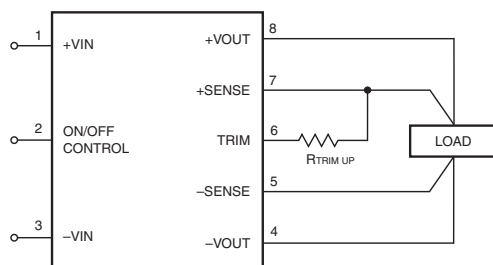 1 +VIN +VOUT 8
+SENSE 7
2 ON/OFF CONTROL TRIM 6
RTRIM UP
LOAD
–SENSE 5
3 –VIN –VOUT 4